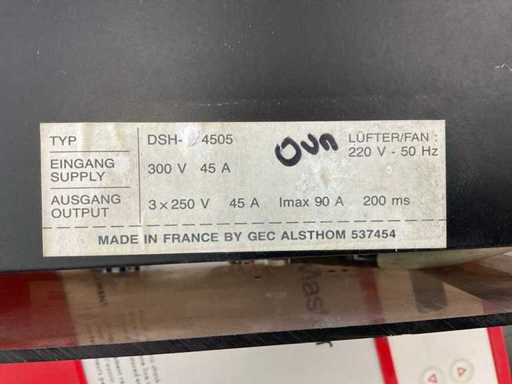 TYP DSH- 4505 LÜFTER/FAN :
220 V - 50 Hz
EINGANG
SUPPLY 300 V 45 A
AUSGANG
OUTPUT 3 x 250 V 45 A Imax 90 A 200 ms
MADE IN FRANCE BY GEC ALSTHOM 537454